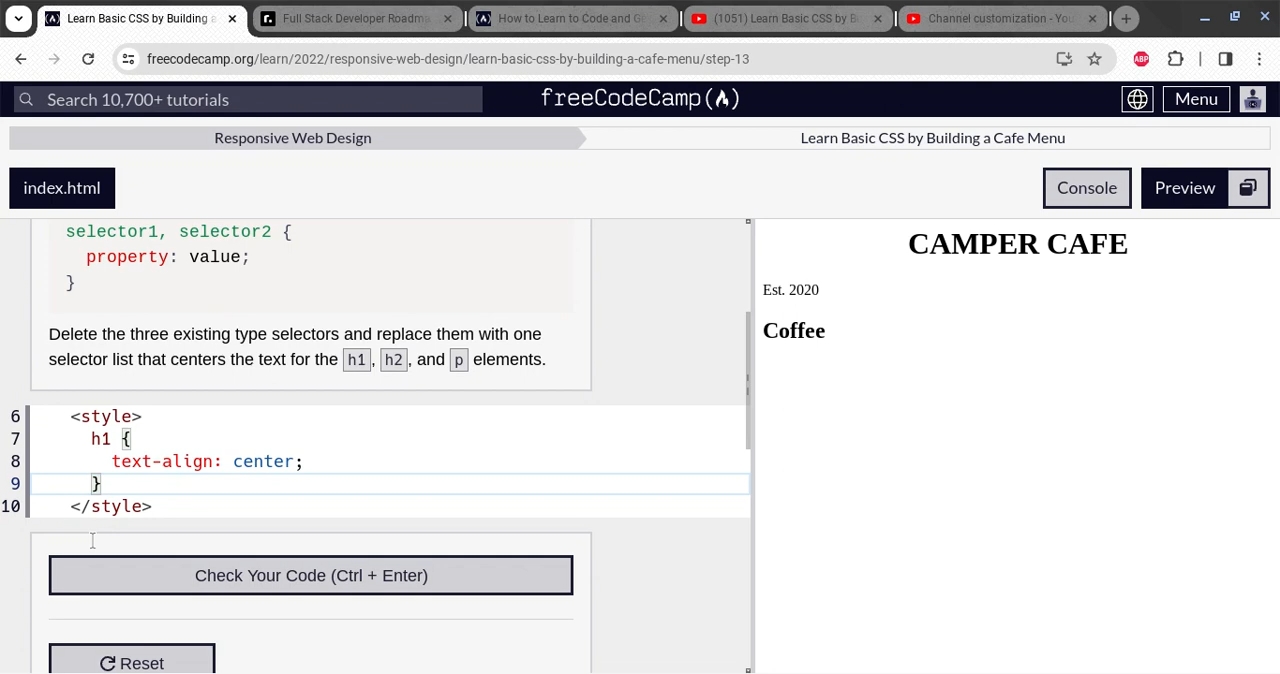 Learn Basic CSS by Building a
Full Stack Developer Roadma
How to Learn to Code and Ge
(1051) Learn Basic CSS by Bu
Channel customization - You
freecodecamp.org/learn/2022/responsive-web-design/learn-basic-css-by-building-a-cafe-menu/step-13
ABP
Search 10,700+ tutorials
freeCodeCamp
Menu
Responsive Web Design
Learn Basic CSS by Building a Cafe Menu
index.html
Console
Preview
selector1, selector2 {
property: value;
}
Delete the three existing type selectors and replace them with one
selector list that centers the text for the h1, h2, and p elements.
6 <style>
7 h1 {
8 text-align: center;
9 }
10 </style>
Check Your Code (Ctrl + Enter)
Reset
CAMPER CAFE
Est. 2020
Coffee